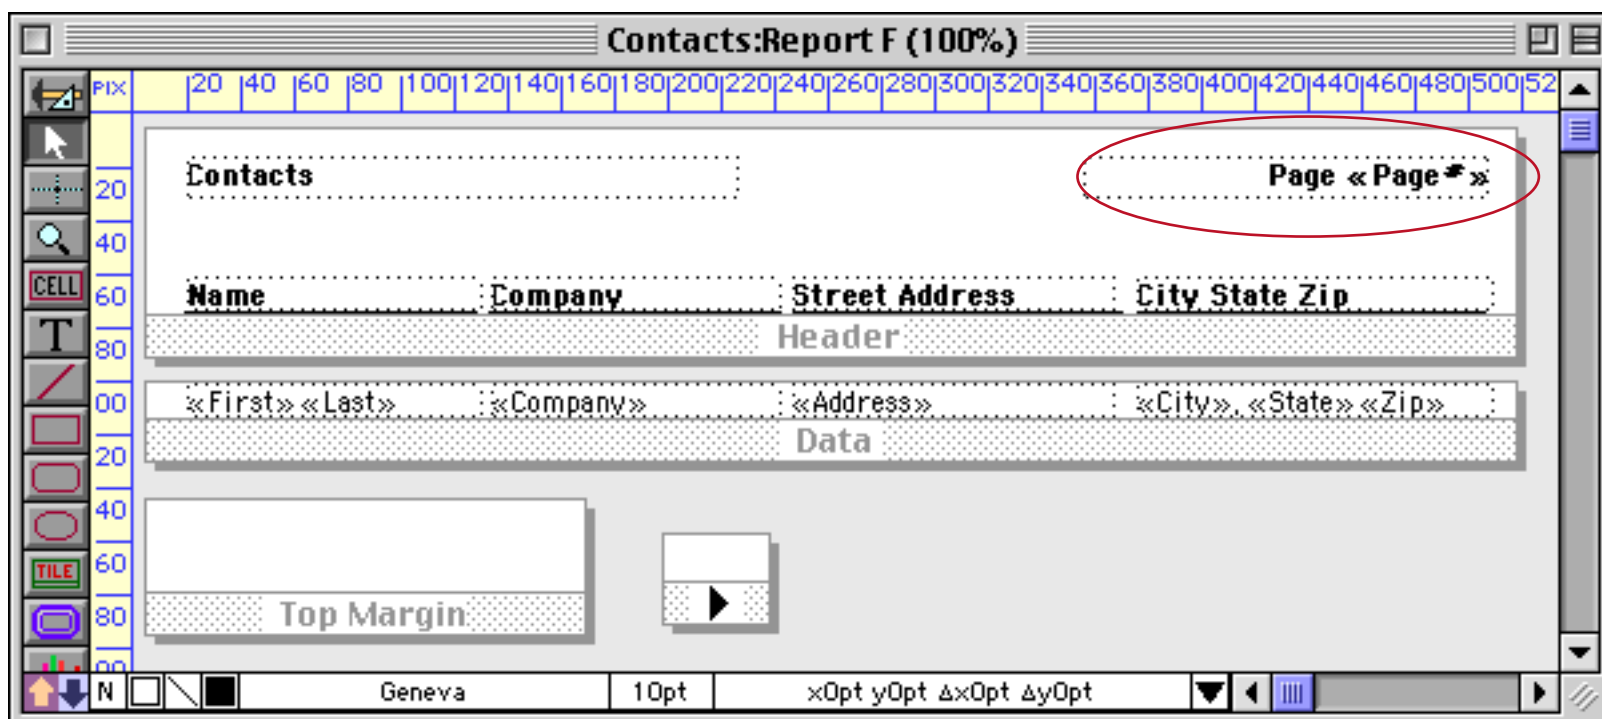 Contacts:Report F (100%)
PIX 20 40 60 80 100 120 140 160 180 200 220 240 260 280 300 320 340 360 380 400 420 440 460 480 500 52
Contacts Page «Page#»
20
40
CELL
60 Name Company Street Address City State Zip
T
80 Header
00 «First» «Last» «Company» «Address» «City», «State» «Zip»
20 Data
40
TILE 60
80 Top Margin
00
N Geneva 10pt x0pt y0pt Δx0pt Δy0pt